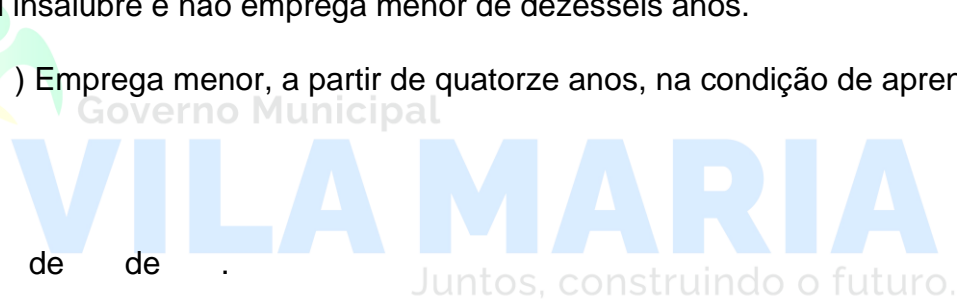 insalubre e não emprega menor de dezesseis anos.
) Emprega menor, a partir de quatorze anos, na condição de
Governo Municipal
VILA MARIA
de de .
Juntos, construindo o futuro.